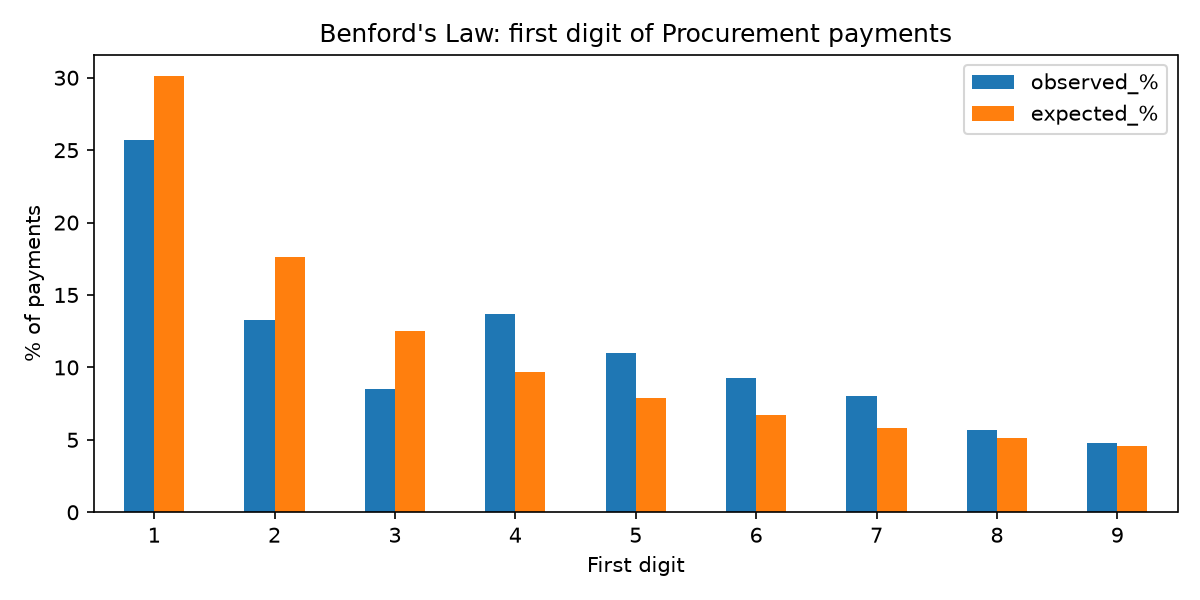 Benford's Law: first digit of Procurement payments
observed_%
expected_%
% of payments
30
25
20
15
10
5
0
1 2 3 4 5 6 7 8 9
First digit